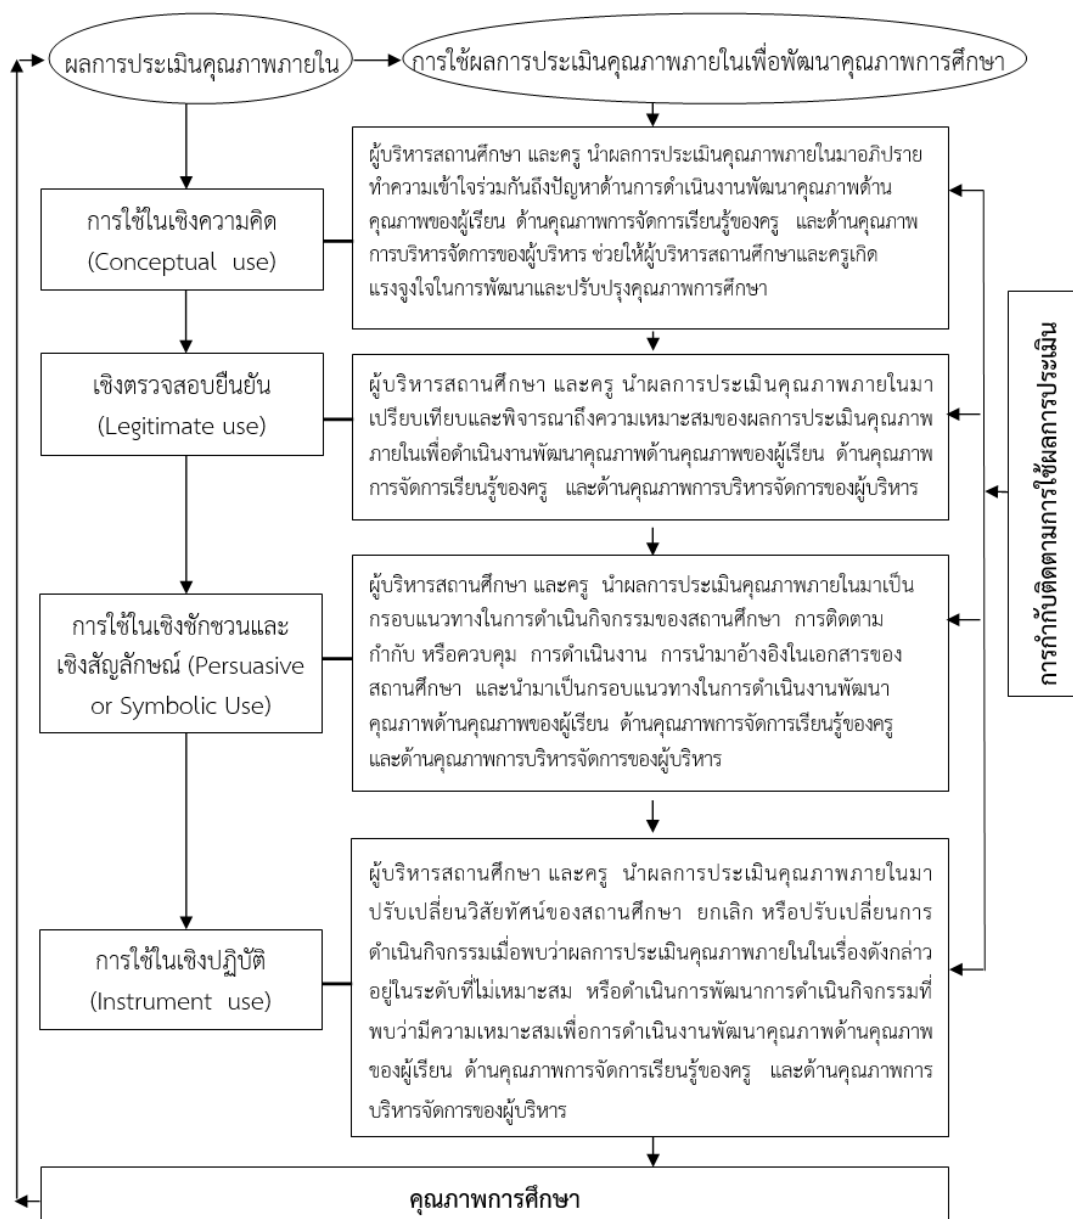 ผลการประเมินคุณภาพภายใน
การใช้ผลการประเมินคุณภาพภายในเพื่อพัฒนาคุณภาพการศึกษา
การใช้ในเชิงความคิด
(Conceptual use)
ผู้บริหารสถานศึกษา และครู นำผลการประเมินคุณภาพภายในมาอภิปราย
ทำความเข้าใจร่วมกันถึงปัญหาด้านการดำเนินงานพัฒนาคุณภาพด้าน
คุณภาพของผู้เรียน ด้านคุณภาพการจัดการเรียนรู้ของครู และด้านคุณภาพ
การบริหารจัดการของผู้บริหาร ช่วยให้ผู้บริหารสถานศึกษาและครูเกิด
แรงจูงใจในการพัฒนาและปรับปรุงคุณภาพการศึกษา
เชิงตรวจสอบยืนยัน
(Legitimate use)
ผู้บริหารสถานศึกษา และครู นำผลการประเมินคุณภาพภายในมา
เปรียบเทียบและพิจารณาถึงความเหมาะสมของผลการประเมินคุณภาพ
ภายในเพื่อดำเนินงานพัฒนาคุณภาพด้านคุณภาพของผู้เรียน ด้านคุณภาพ
การจัดการเรียนรู้ของครู และด้านคุณภาพการบริหารจัดการของผู้บริหาร
การใช้ในเชิงชักชวนและ
เชิงสัญลักษณ์ (Persuasive
or Symbolic Use)
ผู้บริหารสถานศึกษา และครู นำผลการประเมินคุณภาพภายในมาเป็น
กรอบแนวทางในการดำเนินกิจกรรมของสถานศึกษา การติดตาม
กำกับ หรือควบคุม การดำเนินงาน การนำมาอ้างอิงในเอกสารของ
สถานศึกษา และนำมาเป็นกรอบแนวทางในการดำเนินงานพัฒนา
คุณภาพด้านคุณภาพของผู้เรียน ด้านคุณภาพการจัดการเรียนรู้ของครู
และด้านคุณภาพการบริหารจัดการของผู้บริหาร
การใช้ในเชิงปฏิบัติ
(Instrument use)
ผู้บริหารสถานศึกษา และครู นำผลการประเมินคุณภาพภายในมา
ปรับเปลี่ยนวิสัยทัศน์ของสถานศึกษา ยกเลิก หรือปรับเปลี่ยนการ
ดำเนินกิจกรรมเมื่อพบว่าผลการประเมินคุณภาพภายในในเรื่องดังกล่าว
อยู่ในระดับที่ไม่เหมาะสม หรือดำเนินการพัฒนาการดำเนินกิจกรรมที่
พบว่ามีความเหมาะสมเพื่อการดำเนินงานพัฒนาคุณภาพด้านคุณภาพ
ของผู้เรียน ด้านคุณภาพการจัดการเรียนรู้ของครู และด้านคุณภาพการ
บริหารจัดการของผู้บริหาร
การกำกับติดตามการใช้ผลการประเมิน
คุณภาพการศึกษา